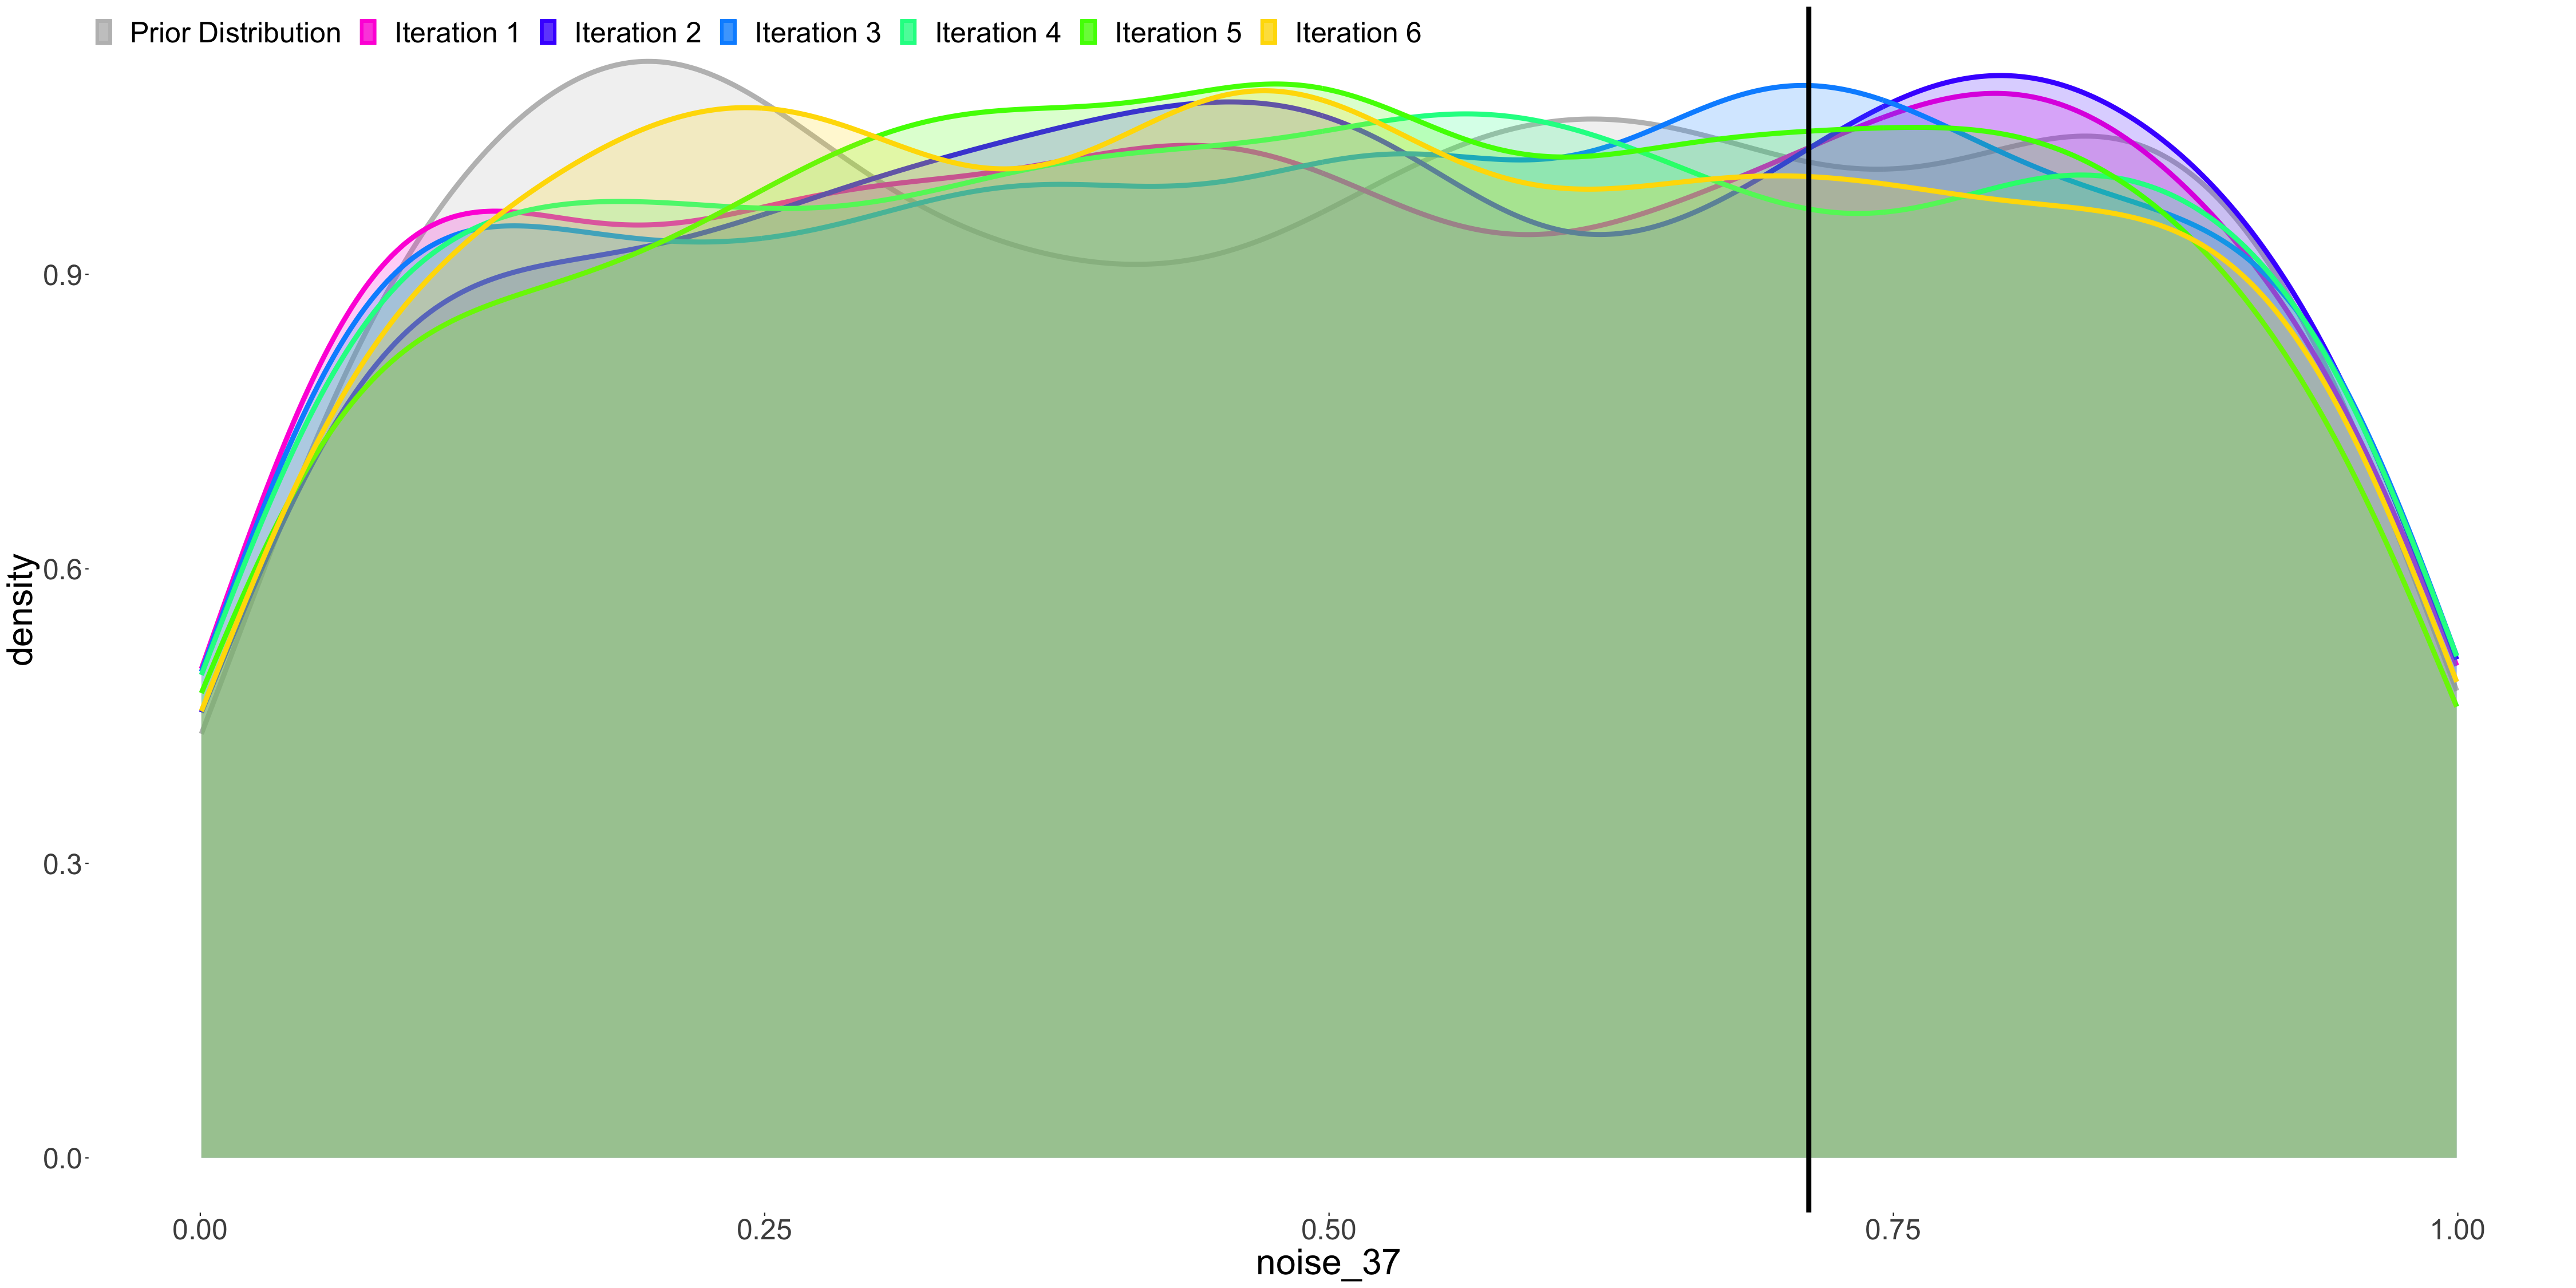 Prior Distribution Iteration 1 Iteration 2 Iteration 3 Iteration 4 Iteration 5 Iteration 6
0.9
0.6
0.3
0.0
density
0.00 0.25 0.50 0.75 1.00
noise_37